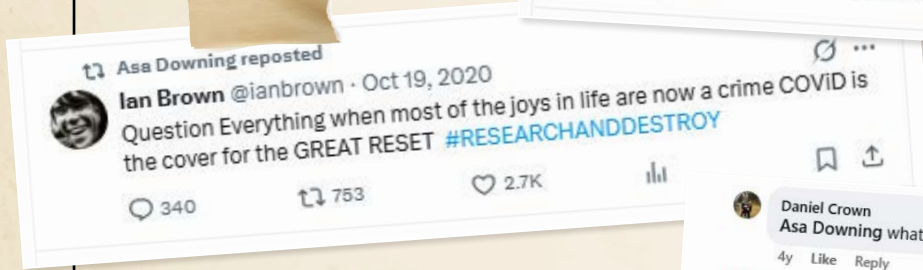 Asa Downing reposted
Ian Brown @ianbrown · Oct 19, 2020
Question Everything when most of the joys in life are now a crime COViD is
the cover for the GREAT RESET #RESEARCHANDDESTROY
340 753 2.7K
Daniel Crown
Asa Downing what
4y Like Reply